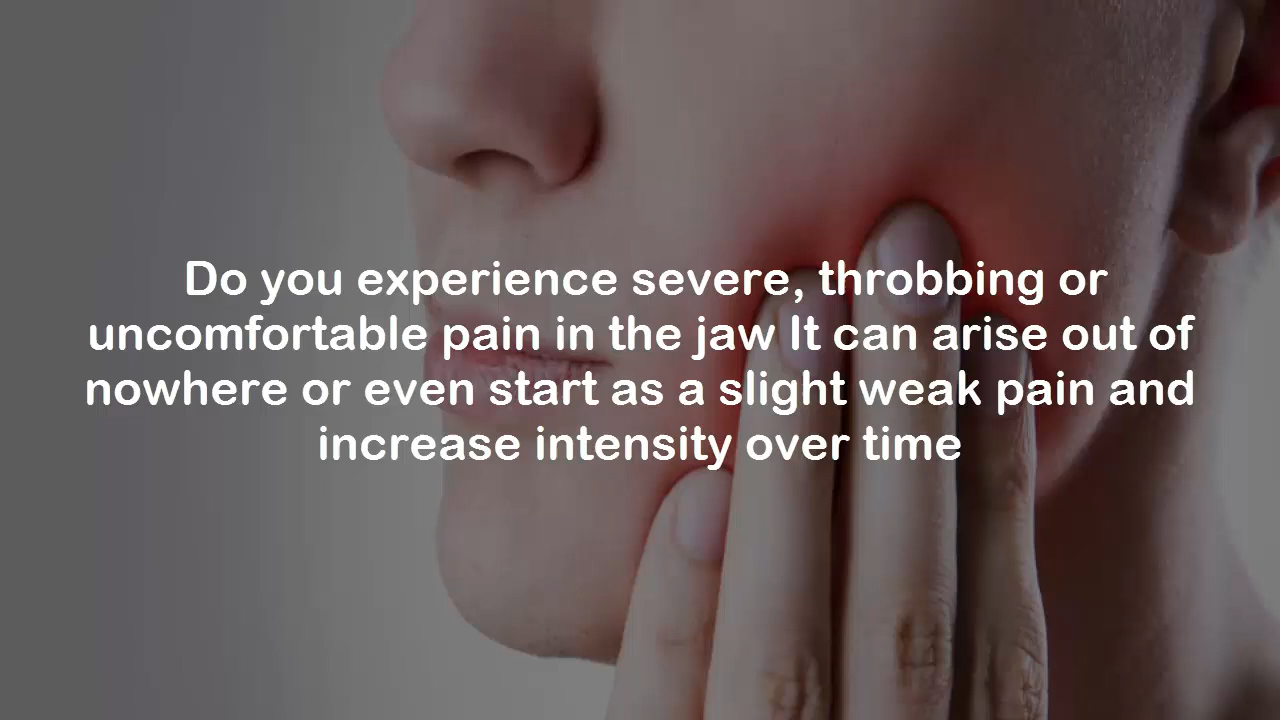 Do you experience severe, throbbing or
uncomfortable pain in the jaw It can arise out of
nowhere or even start as a slight weak pain and
increase intensity over time